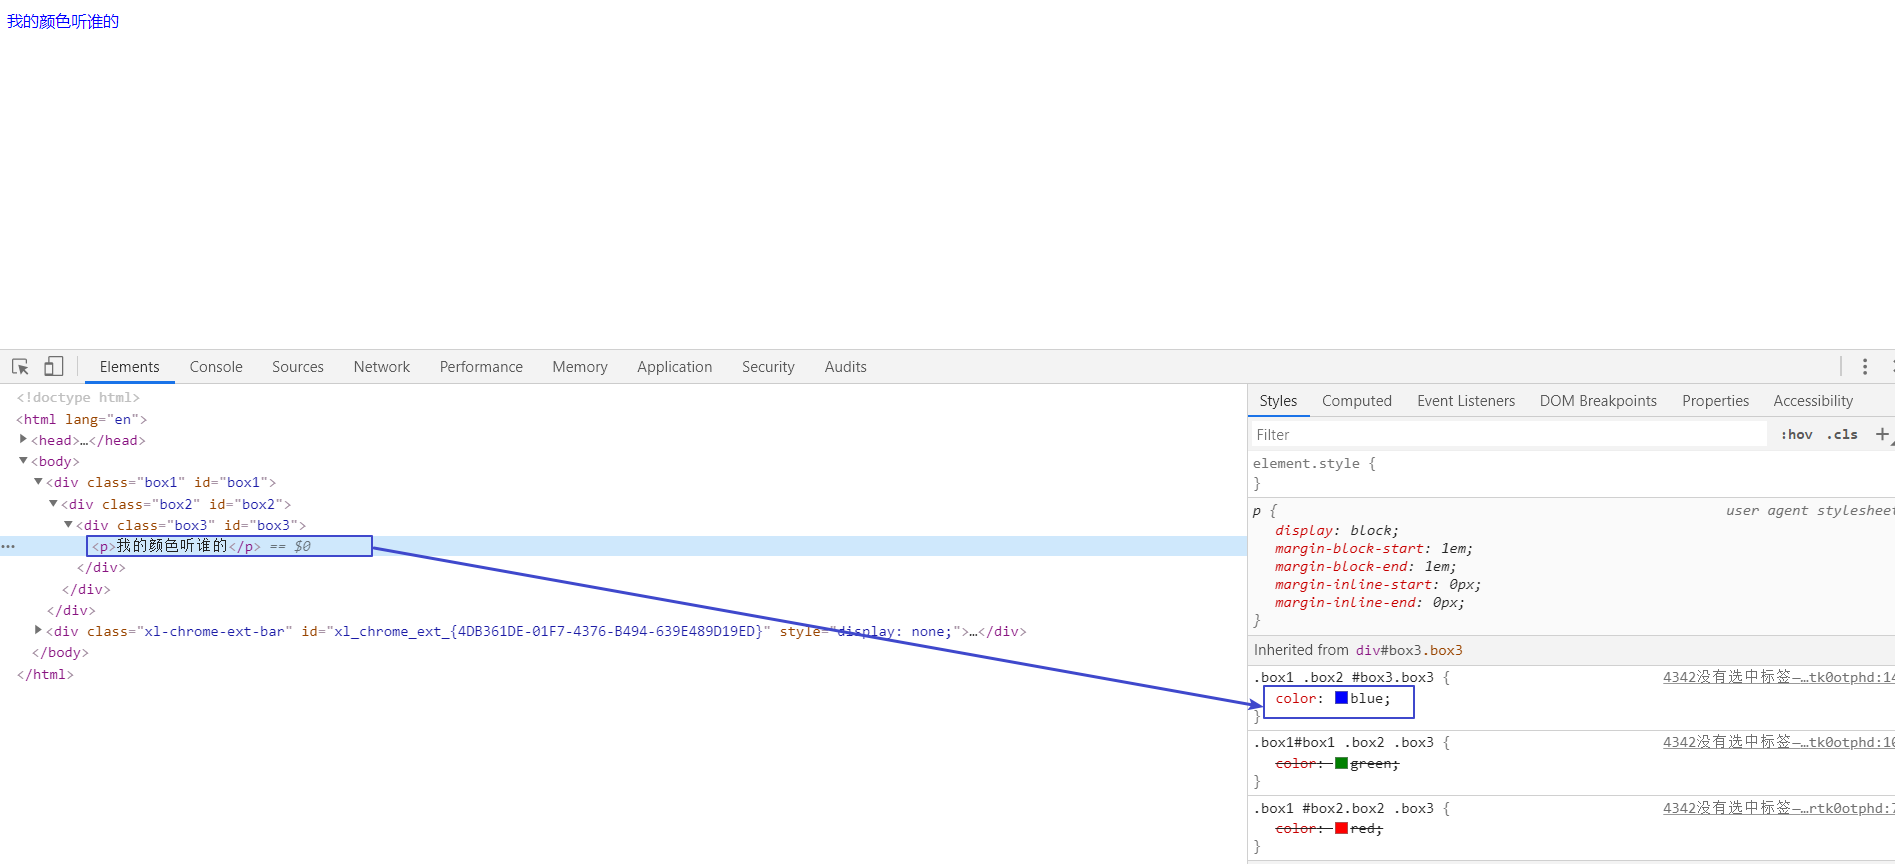 我的颜色听谁的
Elements Console Sources Network Performance Memory Application Security Audits
<!doctype html>
<html lang="en">
<head>…</head>
<body>
<div class="box1" id="box1">
<div class="box2" id="box2">
<div class="box3" id="box3">
<p>我的颜色听谁的</p> == $0
</div>
</div>
</div>
<div class="xl-chrome-ext-bar" id="xl_chrome_ext_{4DB361DE-01F7-4376-B494-639E489D19ED}" style="display: none;">…</div>
</body>
</html>
Styles Computed Event Listeners DOM Breakpoints Properties Accessibility
Filter :hov .cls +
element.style {
}
p { user agent stylesheet
display: block;
margin-block-start: 1em;
margin-block-end: 1em;
margin-inline-start: 0px;
margin-inline-end: 0px;
}
Inherited from div#box3.box3
.box1 .box2 #box3.box3 { 4342没有选中标签—…tk0otphd:14
color: blue;
}
.box1#box1 .box2 .box3 { 4342没有选中标签—…tk0otphd:10
color: green;
}
.box1 #box2.box2 .box3 { 4342没有选中标签—…rtk0otphd:7
color: red;
}